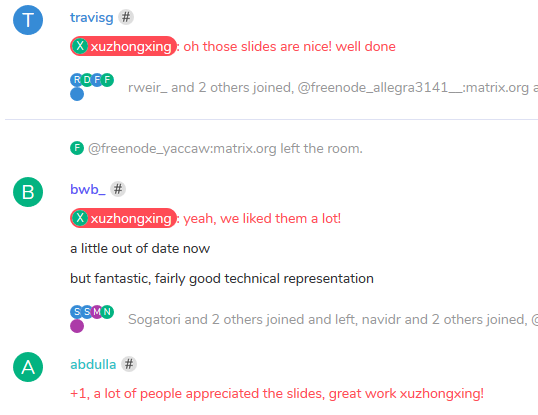 T travisg #
X xuzhongxing : oh those slides are nice! well done
R D F F rweir_ and 2 others joined, @freenode_allegra3141__:matrix.org a
F @freenode_yaccaw:matrix.org left the room.
B bwb_ #
X xuzhongxing : yeah, we liked them a lot!
a little out of date now
but fantastic, fairly good technical representation
S S M N Sogatori and 2 others joined and left, navidr and 2 others joined, @
A abdulla #
+1, a lot of people appreciated the slides, great work xuzhongxing!